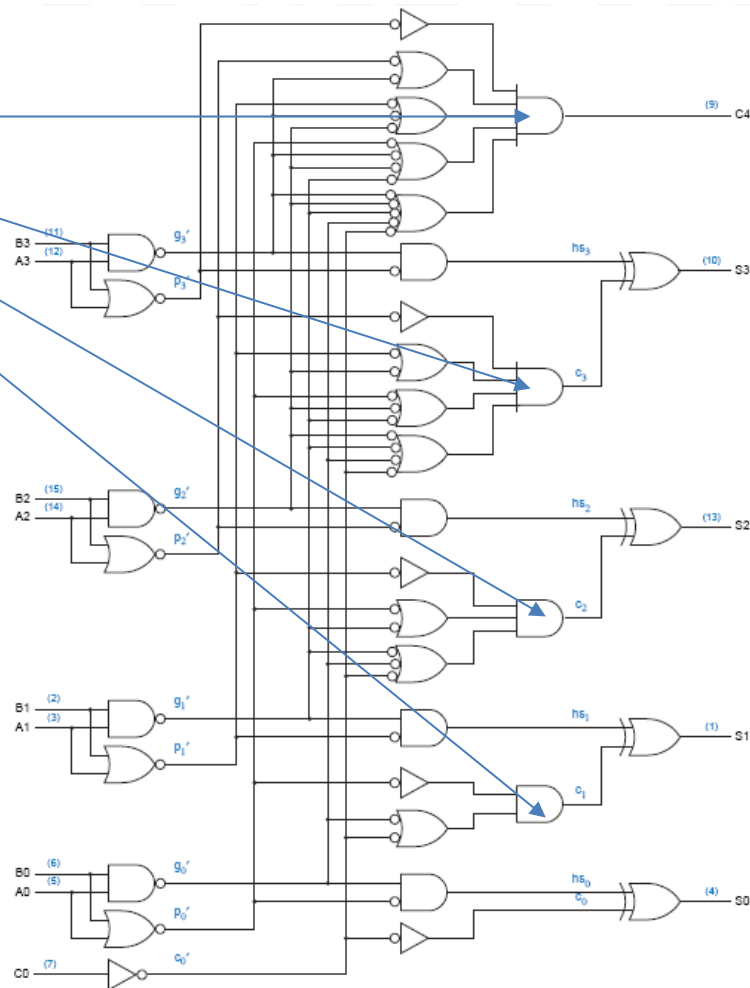 (9) C4
g₃′
B3 (11)
A3 (12)
p₃′
hs₃
(10) S3
c₃
B2 (15)
A2 (14)
g₂′
p₂′
hs₂
(13) S2
c₂
B1 (2)
A1 (3)
g₁′
p₁′
hs₁
(1) S1
c₁
B0 (6)
A0 (5)
g₀′
p₀′
hs₀
c₀
(4) S0
C0 (7)
c₀′